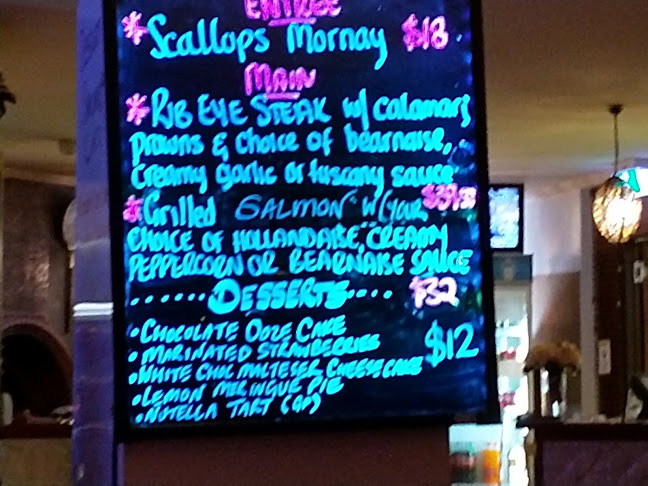 ENTREE
* Scallops Mornay $18
MAIN
* RIB EYE STEAK w/ calamari,
prawns & choice of bearnaise,
creamy garlic or tuscany sauce
$39.50
* Grilled SALMON W/ YOUR
CHOICE OF HOLLANDAISE, CREAMY
PEPPERCORN OR BEARNAISE SAUCE
...... DESSERTS .... $32
• CHOCOLATE OOZE CAKE
• MARINATED STRAWBERRIES $12
• WHITE CHOC MALTESER CHEESECAKE
• LEMON MERINGUE PIE
• NUTELLA TART